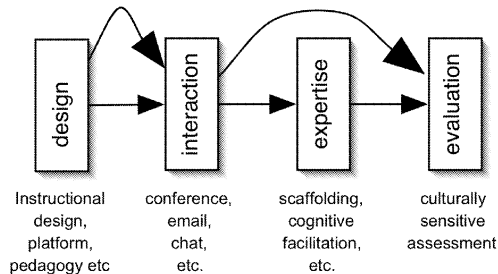 design
interaction
expertise
evaluation
Instructional
design,
platform,
pedagogy etc
conference,
email,
chat,
etc.
scaffolding,
cognitive
facilitation,
etc.
culturally
sensitive
assessment